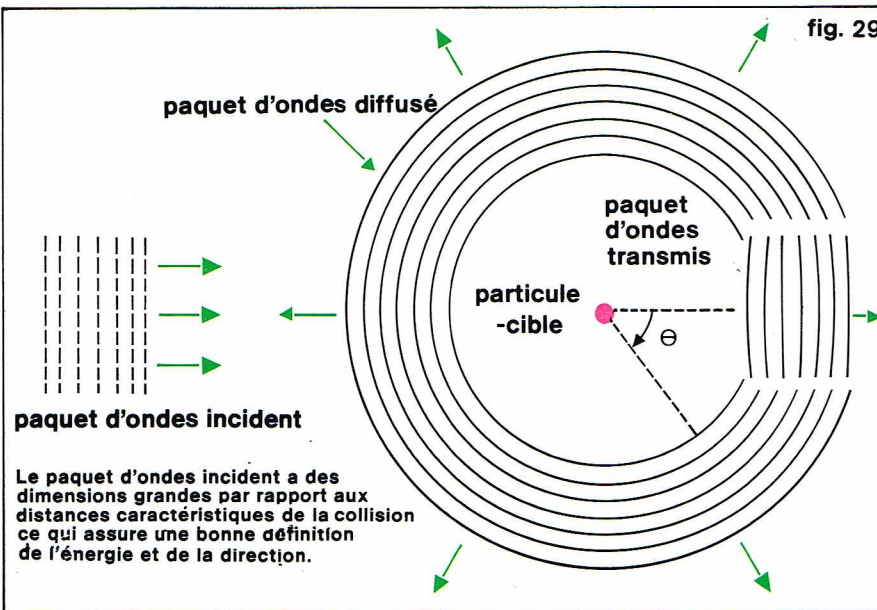 fig. 29
paquet d'ondes diffusé
paquet
d'ondes
transmis
particule
-cible
Θ
paquet d'ondes incident
Le paquet d'ondes incident a des
dimensions grandes par rapport aux
distances caractéristiques de la collision
ce qui assure une bonne définition
de l'énergie et de la direction.